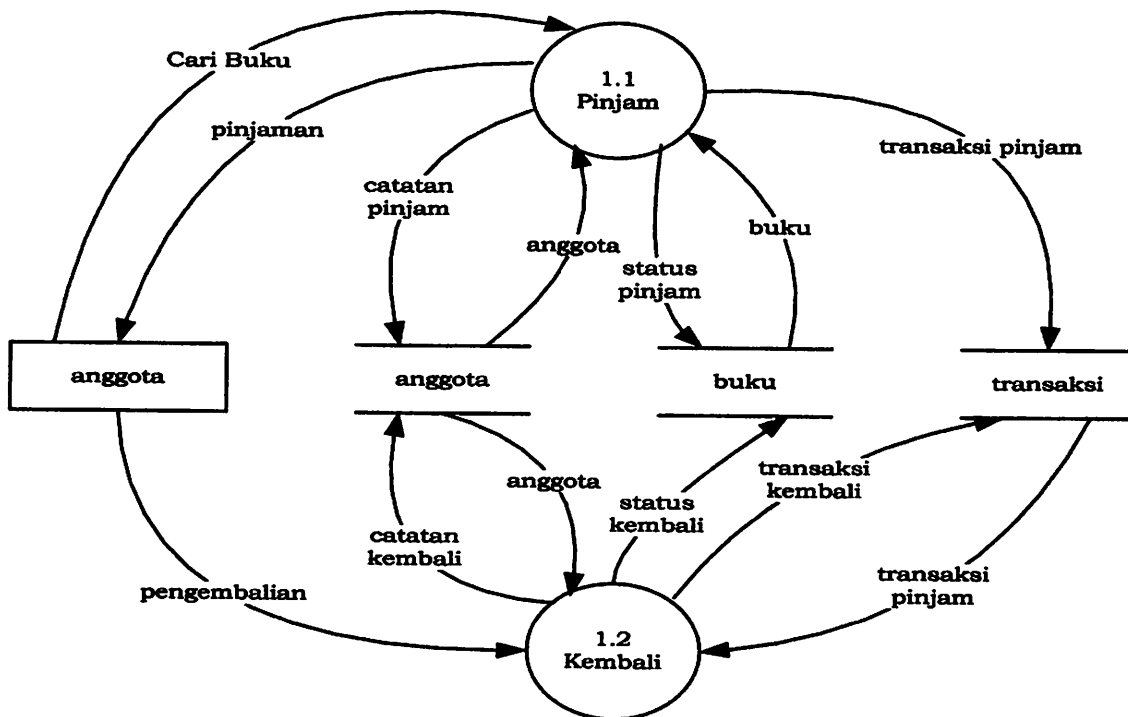 Cari Buku
1.1
Pinjam
pinjaman
transaksi pinjam
catatan
pinjam
anggota
buku
status
pinjam
anggota
anggota
buku
transaksi
anggota
transaksi
kembali
status
kembali
catatan
kembali
pengembalian
transaksi
pinjam
1.2
Kembali